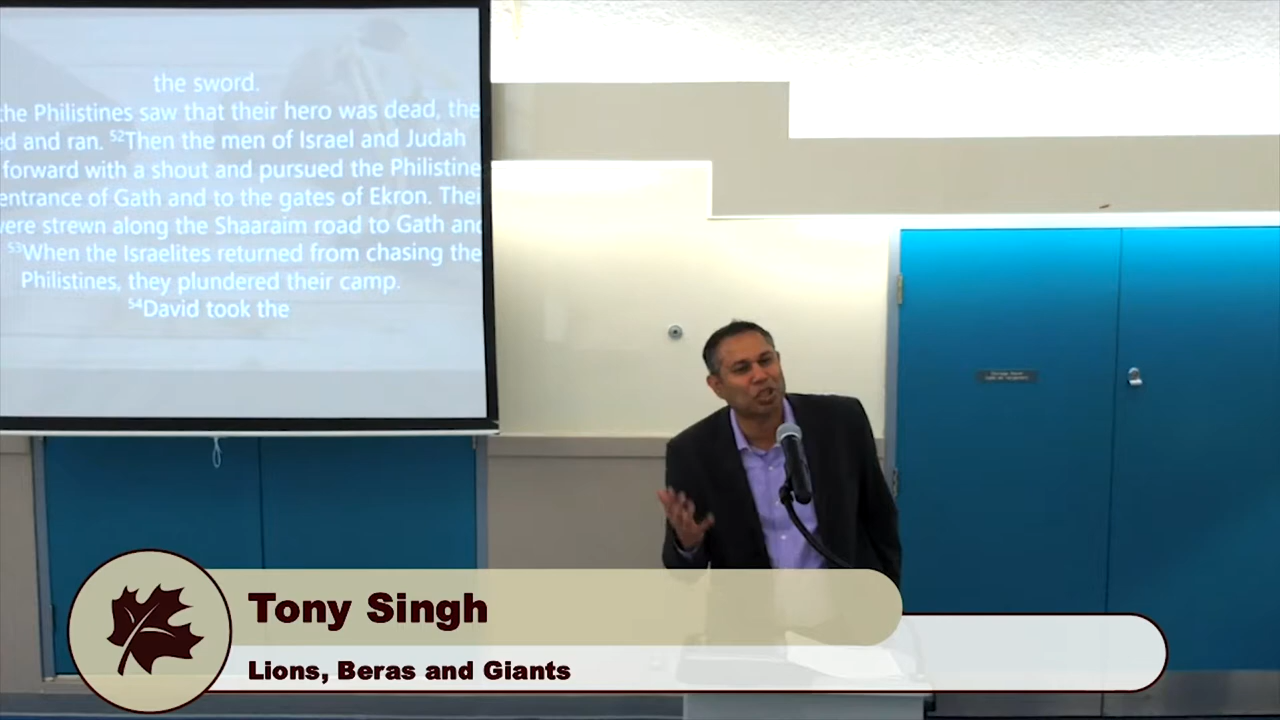 the sword.
the Philistines saw that their hero was dead, the
ed and ran. ⁵²Then the men of Israel and Judah
forward with a shout and pursued the Philistine
entrance of Gath and to the gates of Ekron. Thei
were strewn along the Shaaraim road to Gath and
⁵³When the Israelites returned from chasing the
Philistines, they plundered their camp.
⁵⁴David took the
Tony Singh
Lions, Beras and Giants